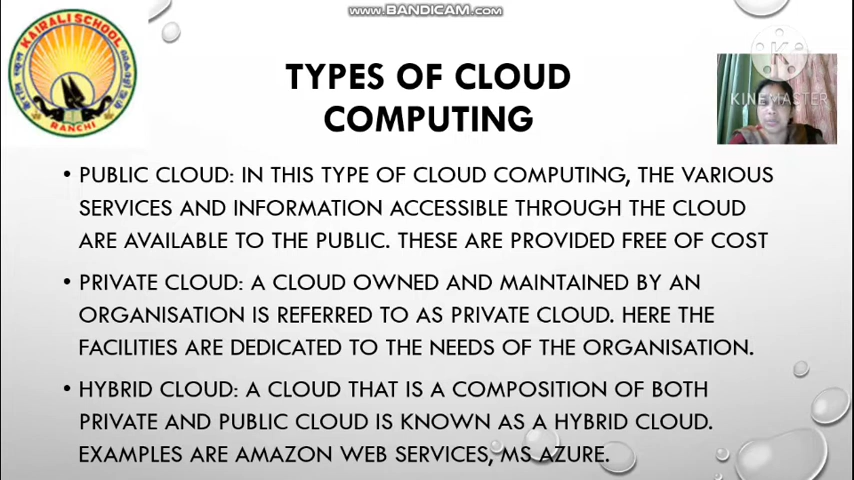 WWW.BANDICAM.COM
KAIRALI SCHOOL
RANCHI
KINEMASTER
TYPES OF CLOUD
COMPUTING
• PUBLIC CLOUD: IN THIS TYPE OF CLOUD COMPUTING, THE VARIOUS
SERVICES AND INFORMATION ACCESSIBLE THROUGH THE CLOUD
ARE AVAILABLE TO THE PUBLIC. THESE ARE PROVIDED FREE OF COST
• PRIVATE CLOUD: A CLOUD OWNED AND MAINTAINED BY AN
ORGANISATION IS REFERRED TO AS PRIVATE CLOUD. HERE THE
FACILITIES ARE DEDICATED TO THE NEEDS OF THE ORGANISATION.
• HYBRID CLOUD: A CLOUD THAT IS A COMPOSITION OF BOTH
PRIVATE AND PUBLIC CLOUD IS KNOWN AS A HYBRID CLOUD.
EXAMPLES ARE AMAZON WEB SERVICES, MS AZURE.